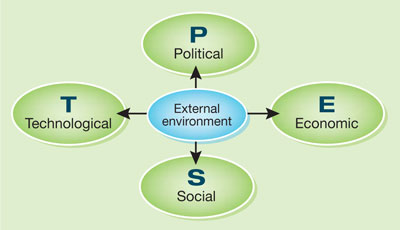 P
Political
T
Technological
External
environment
E
Economic
S
Social